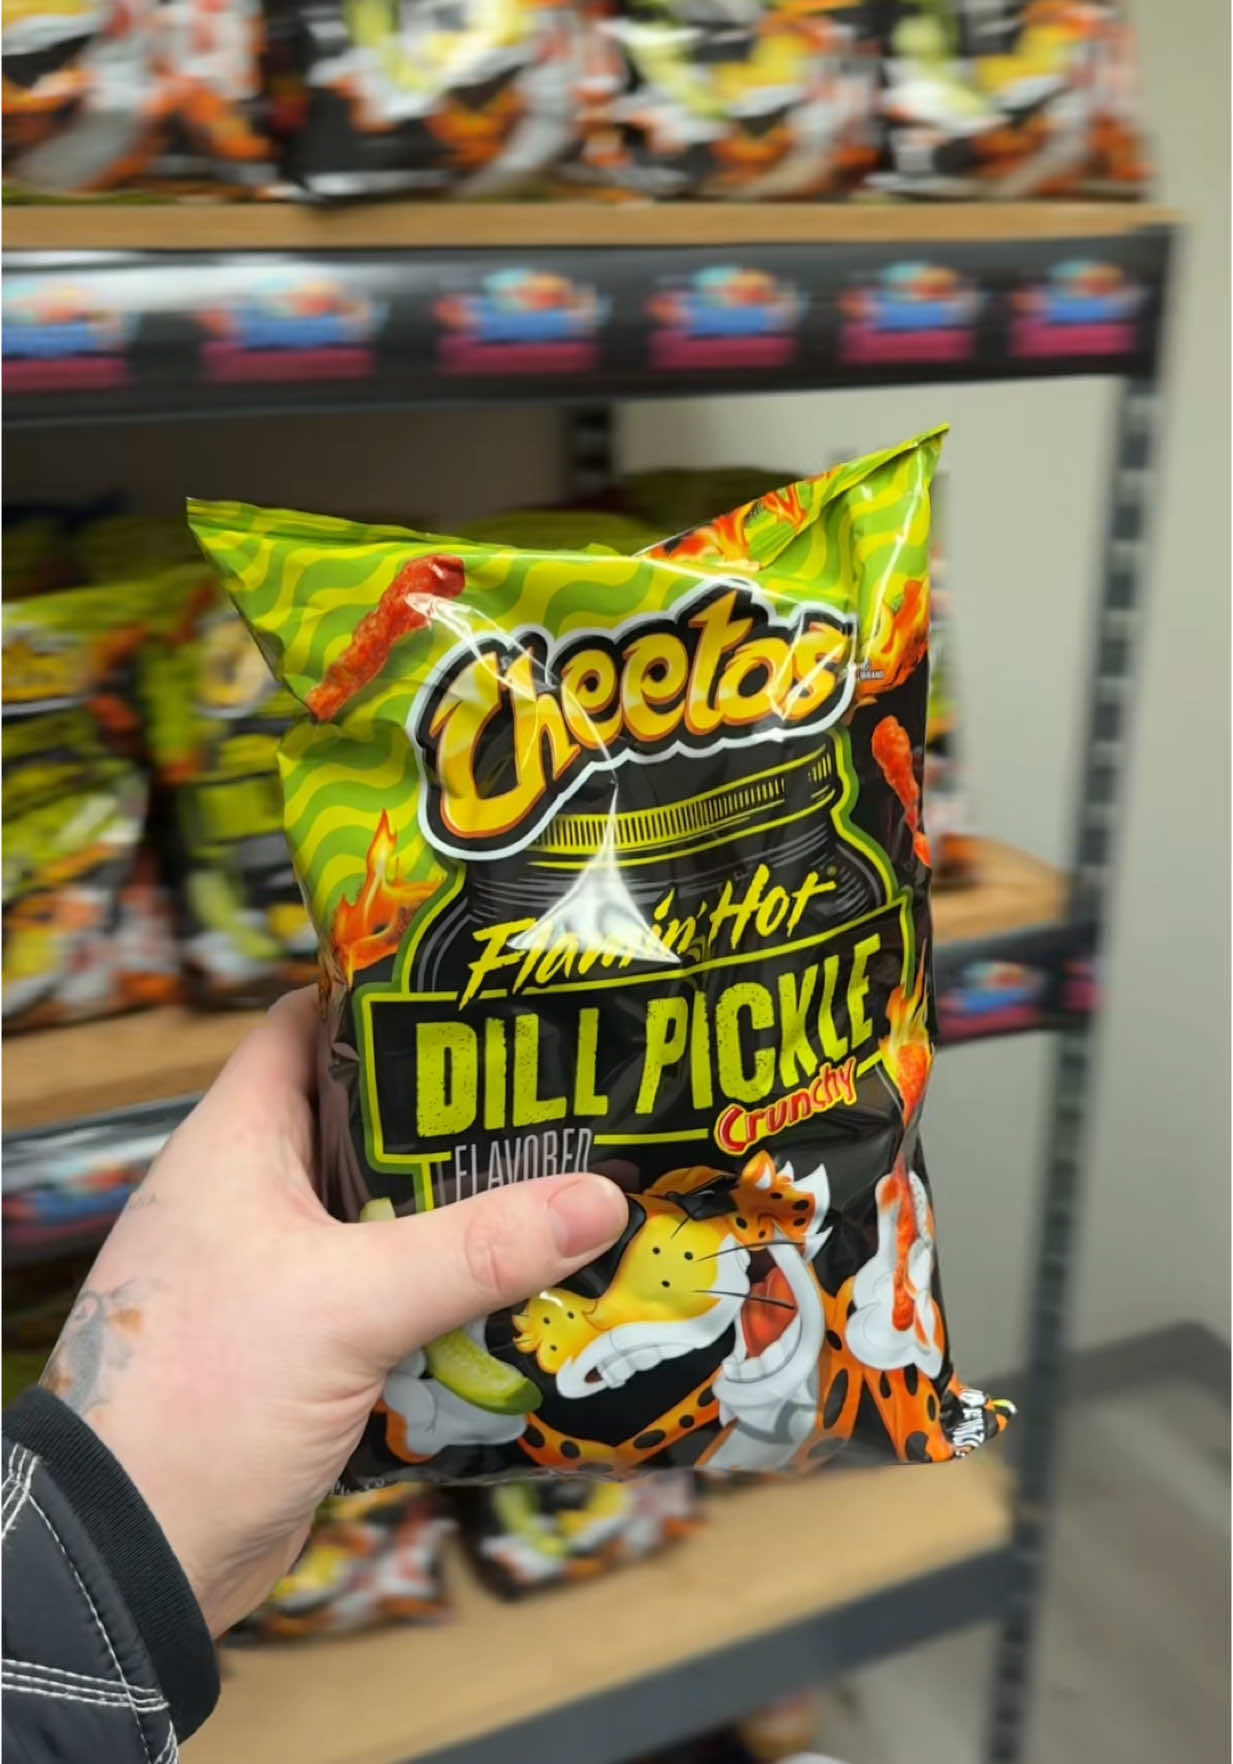 Cheetos
Flamin' Hot
DILL PICKLE
Crunchy
FLAVORED